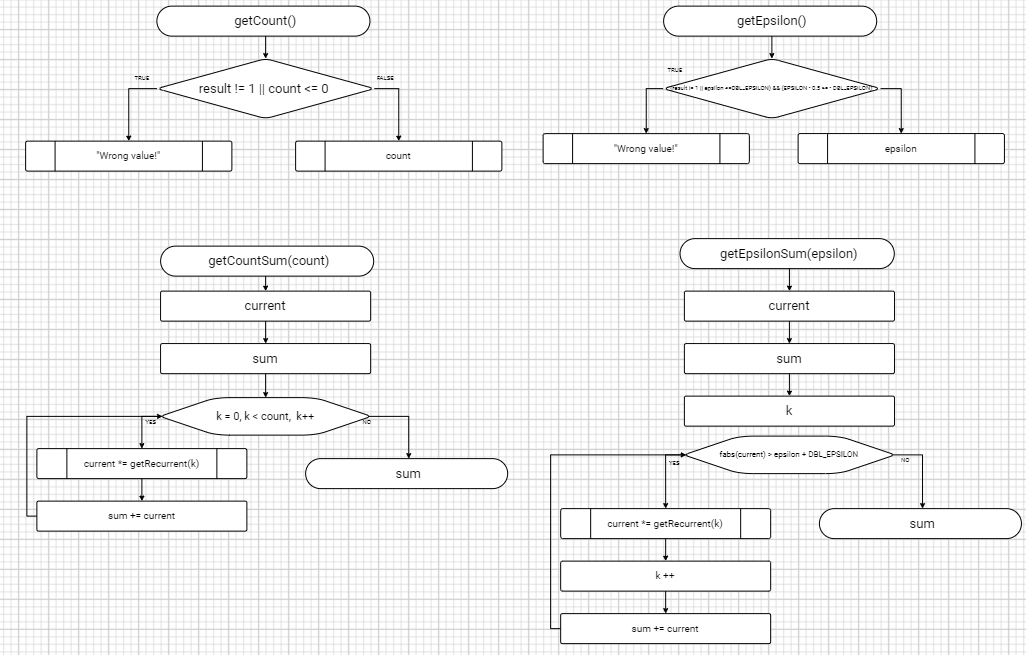 getCount()
TRUE
FALSE
result != 1 || count <= 0
"Wrong value!"
count
getEpsilon()
TRUE
"Wrong value!"
epsilon
getCountSum(count)
current
sum
k = 0, k < count, k++
YES
NO
current *= getRecurrent(k)
sum += current
sum
getEpsilonSum(epsilon)
current
sum
k
fabs(current) > epsilon + DBL_EPSILON
YES
NO
current *= getRecurrent(k)
k ++
sum += current
sum